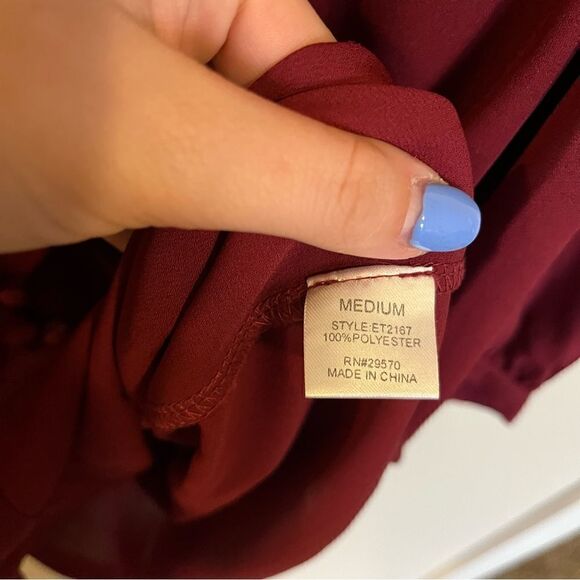 MEDIUM
STYLE:ET2167
100%POLYESTER
RN#29570
MADE IN CHINA